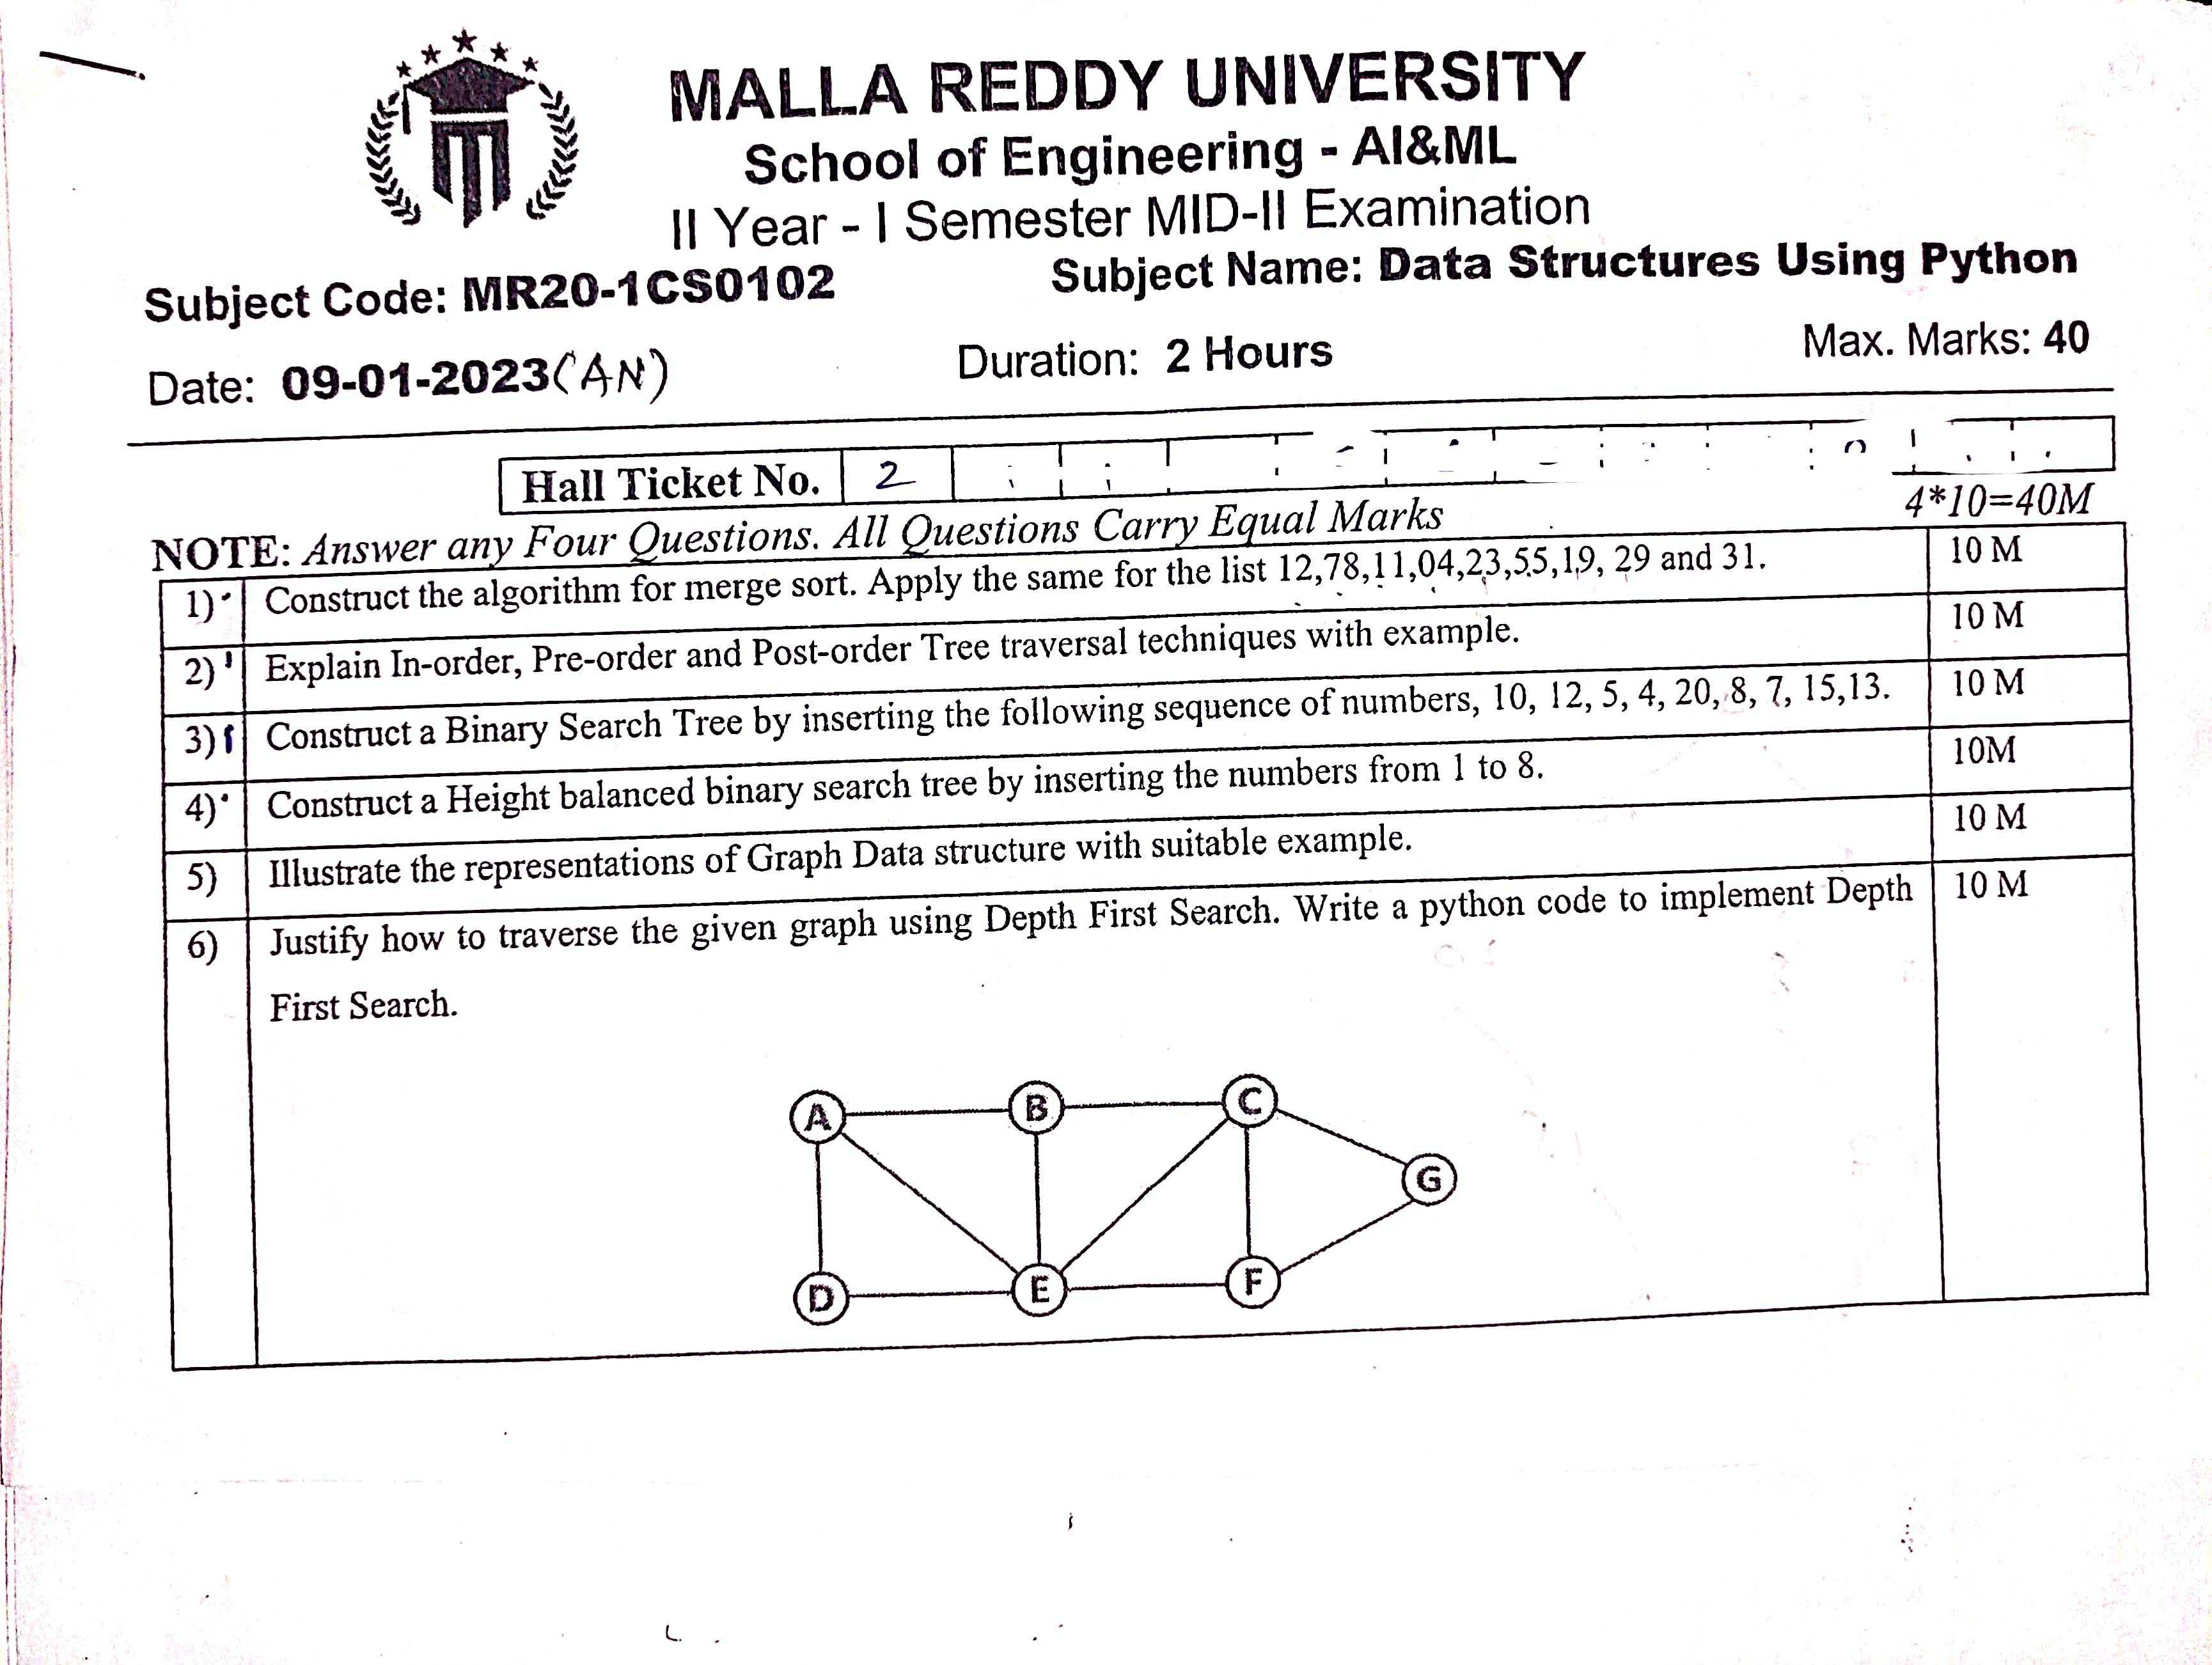 MALLA REDDY UNIVERSITY
School of Engineering - AI&ML
II Year - I Semester MID-II Examination
Subject Code: MR20-1CS0102 Subject Name: Data Structures Using Python
Date: 09-01-2023(AN) Duration: 2 Hours Max. Marks: 40
Hall Ticket No. 2
4*10=40M
NOTE: Answer any Four Questions. All Questions Carry Equal Marks
1) Construct the algorithm for merge sort. Apply the same for the list 12,78,11,04,23,55,19, 29 and 31. 10 M
2) Explain In-order, Pre-order and Post-order Tree traversal techniques with example. 10 M
3) Construct a Binary Search Tree by inserting the following sequence of numbers, 10, 12, 5, 4, 20, 8, 7, 15,13. 10 M
4) Construct a Height balanced binary search tree by inserting the numbers from 1 to 8. 10M
5) Illustrate the representations of Graph Data structure with suitable example. 10 M
6) Justify how to traverse the given graph using Depth First Search. Write a python code to implement Depth 10 M
First Search.
A B C
G
D E F